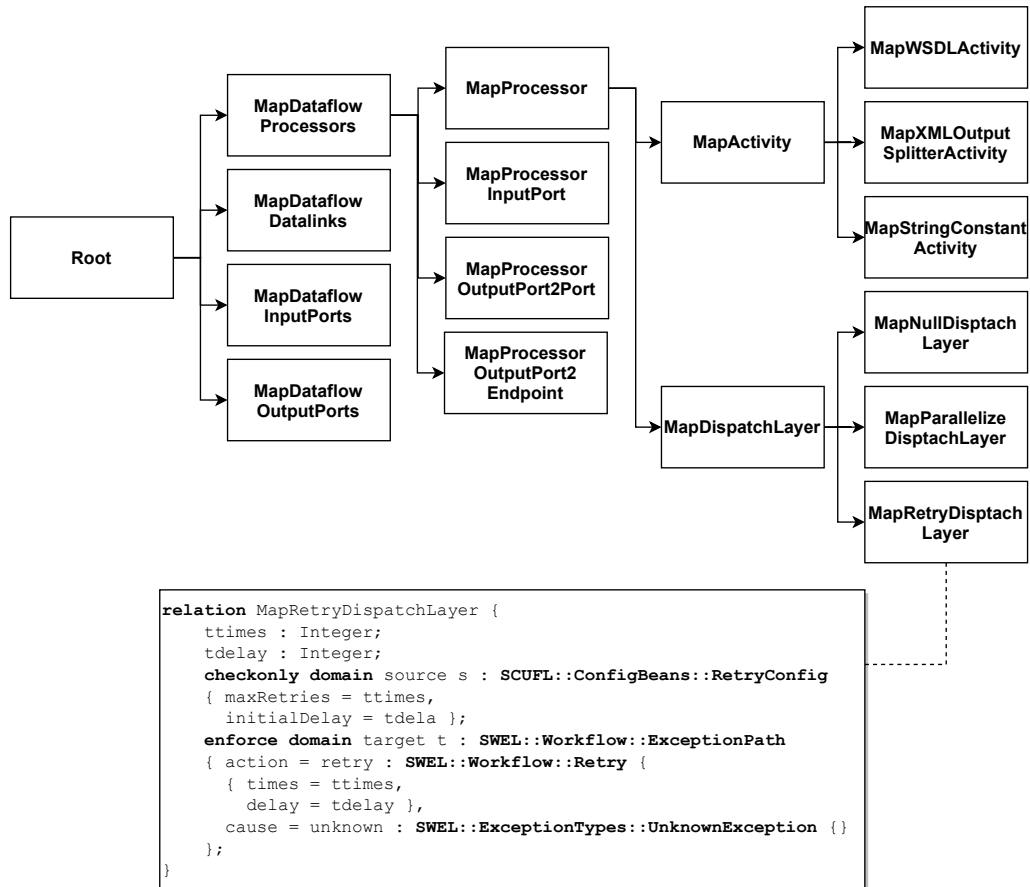 Root
MapDataflow
Processors
MapDataflow
Datalinks
MapDataflow
InputPorts
MapDataflow
OutputPorts
MapProcessor
MapProcessor
InputPort
MapProcessor
OutputPort2Port
MapProcessor
OutputPort2
Endpoint
MapActivity
MapDispatchLayer
MapWSDLActivity
MapXMLOutput
SplitterActivity
MapStringConstant
Activity
MapNullDisptach
Layer
MapParallelize
DisptachLayer
MapRetryDisptach
Layer
relation MapRetryDispatchLayer {
ttimes : Integer;
tdelay : Integer;
checkonly domain source s : SCUFL::ConfigBeans::RetryConfig
{ maxRetries = ttimes,
initialDelay = tdela };
enforce domain target t : SWEL::Workflow::ExceptionPath
{ action = retry : SWEL::Workflow::Retry {
{ times = ttimes,
delay = tdelay },
cause = unknown : SWEL::ExceptionTypes::UnknownException {}
};
}